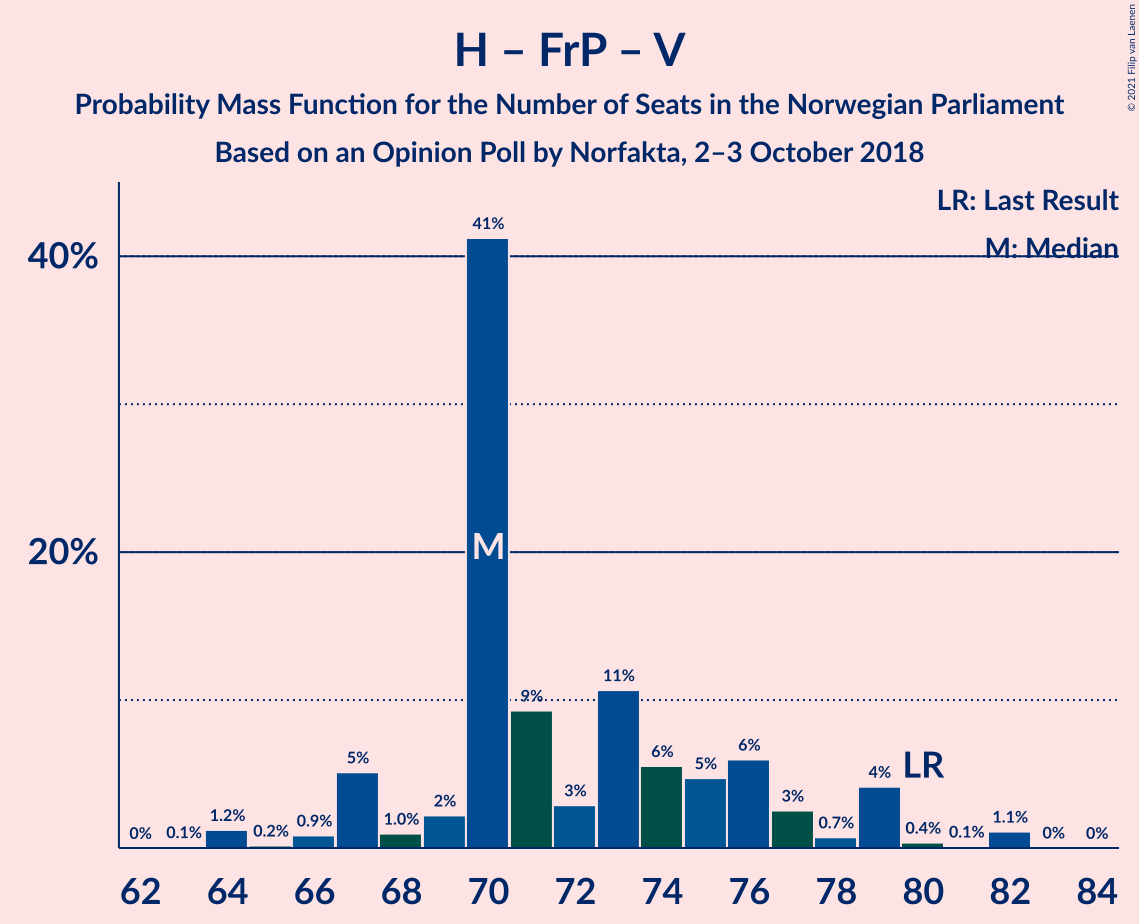 H – FrP – V
Probability Mass Function for the Number of Seats in the Norwegian Parliament
Based on an Opinion Poll by Norfakta, 2–3 October 2018
© 2021 Filip van Laenen
LR: Last Result
M: Median
40%
20%
0%
0.1%
1.2%
0.2%
0.9%
5%
1.0%
2%
41%
M
9%
3%
11%
6%
5%
6%
3%
0.7%
4%
LR
0.4%
0.1%
1.1%
0%
0%
62 64 66 68 70 72 74 76 78 80 82 84